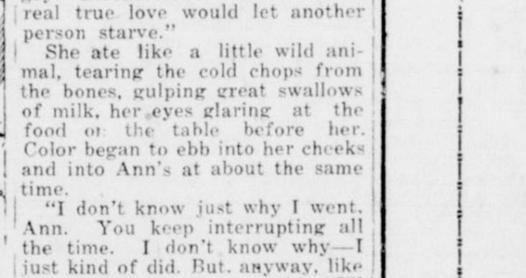 real true love would let another
person starve."
She ate like a little wild ani-
mal, tearing the cold chops from
the bones, gulping great swallows
of milk, her eyes glaring at the
food on the table before her.
Color began to ebb into her cheeks
and into Ann's at about the same
time.
"I don't know just why I went,
Ann. You keep interrupting all
the time. I don't know why—I
just kind of did. But, anyway, like